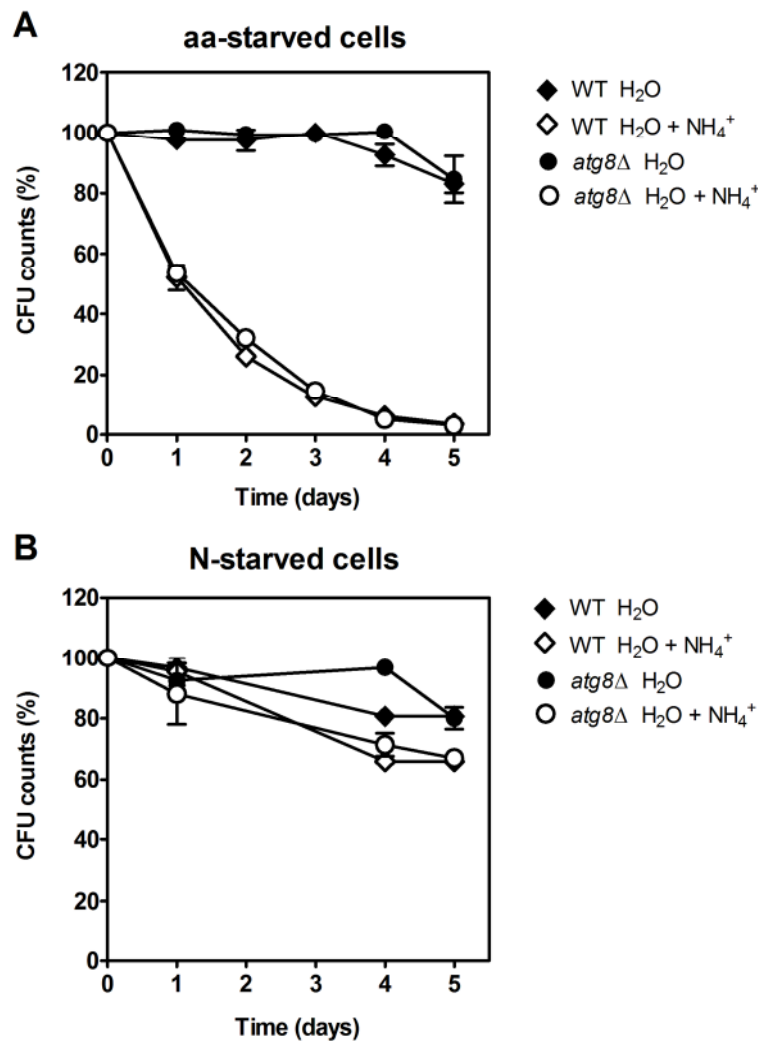 A
aa-starved cells
120
100
80
60
40
20
0
CFU counts (%)
0 1 2 3 4 5
Time (days)
WT H₂O
WT H₂O + NH₄⁺
atg8Δ H₂O
atg8Δ H₂O + NH₄⁺
B
N-starved cells
120
100
80
60
40
20
0
CFU counts (%)
0 1 2 3 4 5
Time (days)
WT H₂O
WT H₂O + NH₄⁺
atg8Δ H₂O
atg8Δ H₂O + NH₄⁺